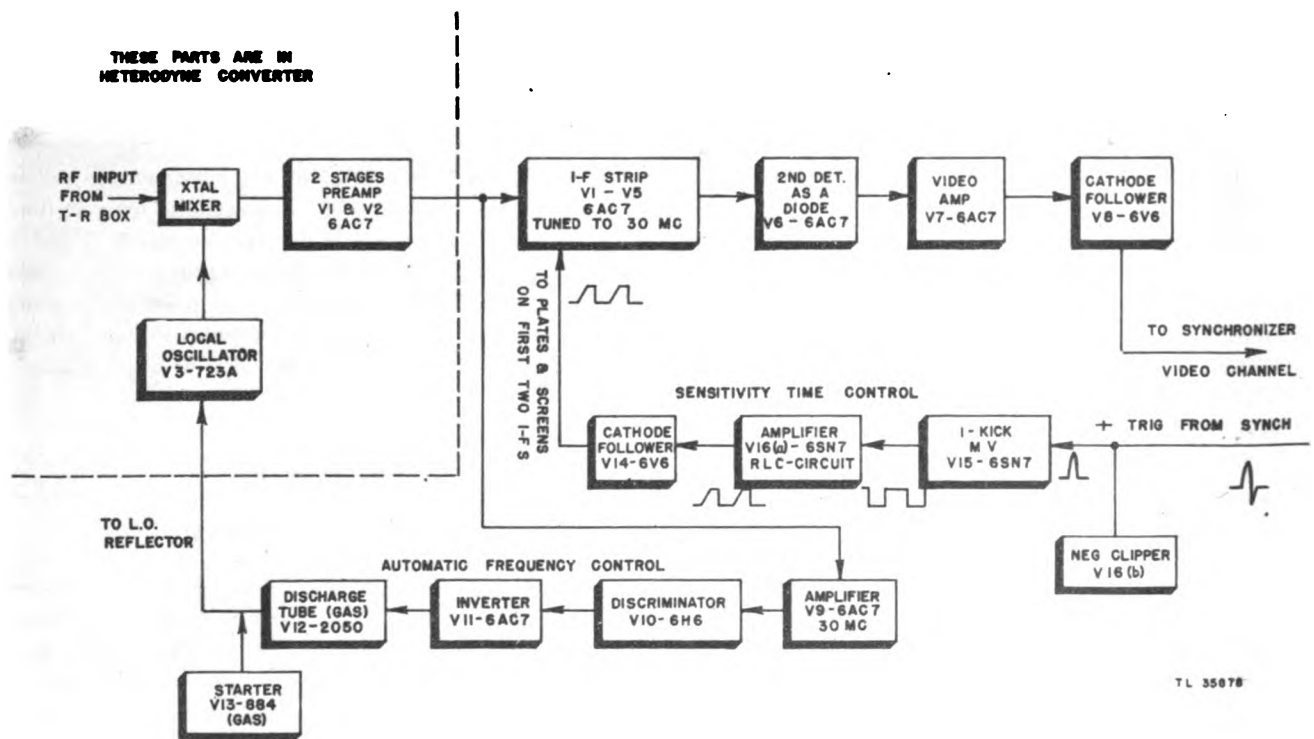 THESE PARTS ARE IN
HETERODYNE CONVERTER
RF INPUT
FROM
T-R BOX
XTAL
MIXER
2 STAGES
PREAMP
V1 & V2
6AC7
I-F STRIP
V1 - V5
6AC7
TUNED TO 30 MC
2ND DET.
AS A
DIODE
V6-6AC7
VIDEO
AMP
V7-6AC7
CATHODE
FOLLOWER
V8-6V6
TO SYNCHRONIZER
VIDEO CHANNEL
LOCAL
OSCILLATOR
V3-723A
TO PLATES & SCREENS
ON FIRST TWO I-F S
SENSITIVITY TIME CONTROL
CATHODE
FOLLOWER
V14-6V6
AMPLIFIER
V16(a)-6SN7
RLC-CIRCUIT
1-KICK
M V
V15-6SN7
+ TRIG FROM SYNCH
NEG CLIPPER
V16(b)
TO L.O.
REFLECTOR
AUTOMATIC FREQUENCY CONTROL
DISCHARGE
TUBE (GAS)
V12-2050
INVERTER
V11-6AC7
DISCRIMINATOR
V10-6H6
AMPLIFIER
V9-6AC7
30 MC
STARTER
V13-884
(GAS)
TL 35878